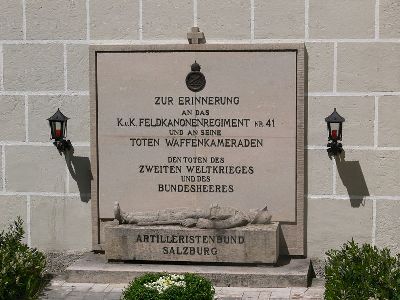 ZUR ERINNERUNG
AN DAS
K.u.K. FELDKANONENREGIMENT NR. 41
UND AN SEINE
TOTEN WAFFENKAMERADEN
DEN TOTEN DES
ZWEITEN WELTKRIEGES
UND DES
BUNDESHEERES
ARTILLERISTENBUND
SALZBURG